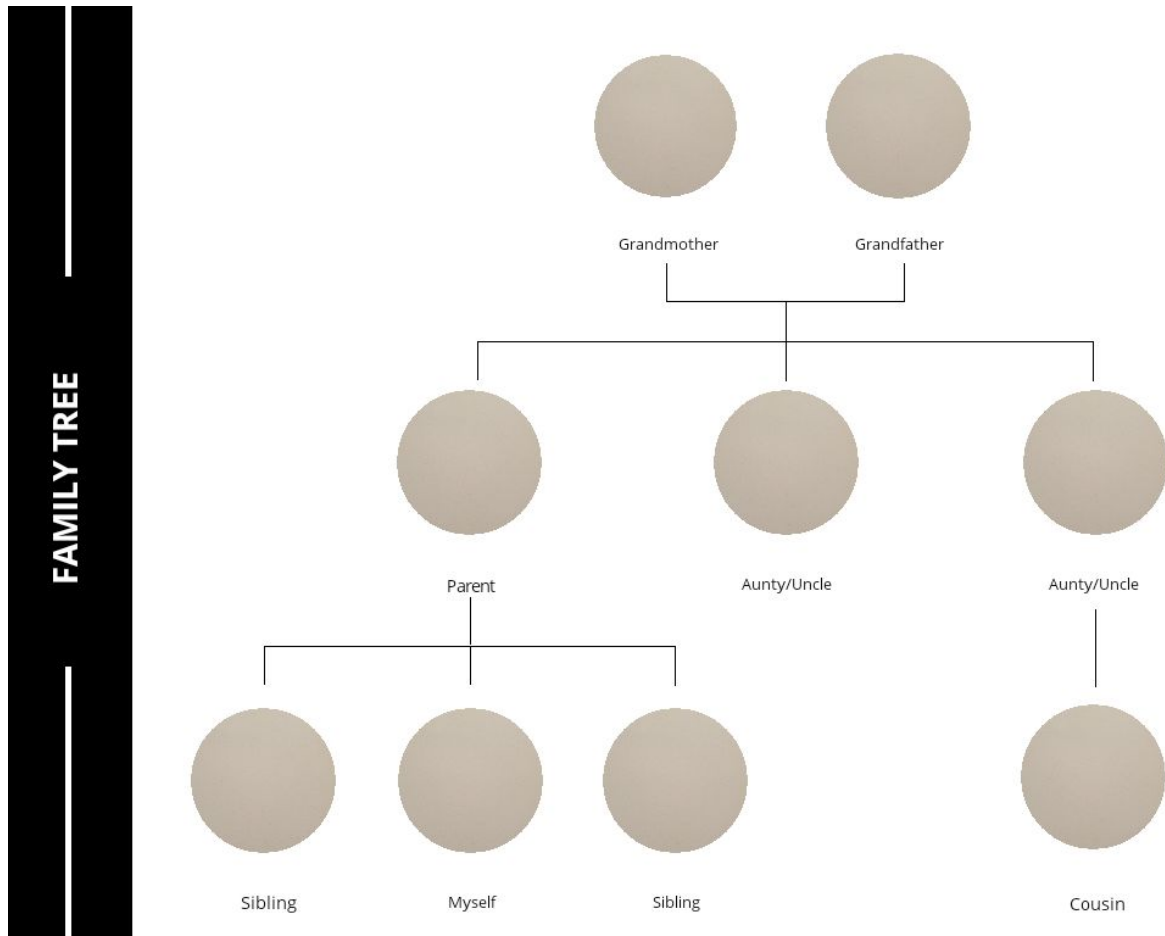 FAMILY TREE
Grandmother
Grandfather
Parent
Aunty/Uncle
Aunty/Uncle
Sibling
Myself
Sibling
Cousin